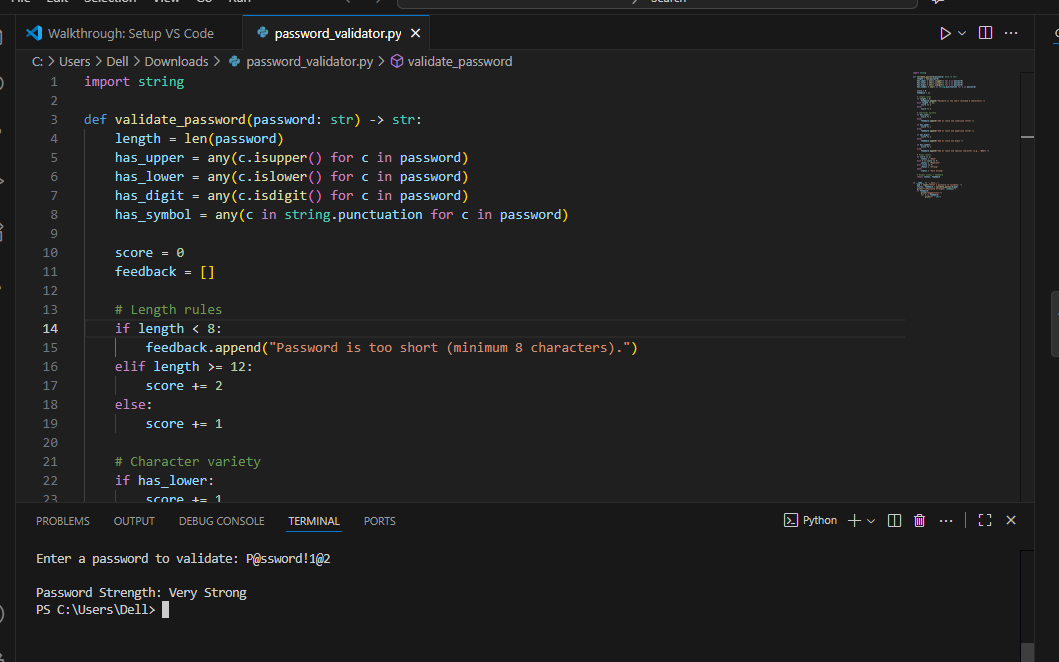 File Edit Selection View Go Run Search
Walkthrough: Setup VS Code password_validator.py
C: > Users > Dell > Downloads > password_validator.py > validate_password
1 import string
2
3 def validate_password(password: str) -> str:
4 length = len(password)
5 has_upper = any(c.isupper() for c in password)
6 has_lower = any(c.islower() for c in password)
7 has_digit = any(c.isdigit() for c in password)
8 has_symbol = any(c in string.punctuation for c in password)
9
10 score = 0
11 feedback = []
12
13 # Length rules
14 if length < 8:
15 feedback.append("Password is too short (minimum 8 characters).")
16 elif length >= 12:
17 score += 2
18 else:
19 score += 1
20
21 # Character variety
22 if has_lower:
23 score += 1
PROBLEMS OUTPUT DEBUG CONSOLE TERMINAL PORTS Python
Enter a password to validate: P@ssword!1@2
Password Strength: Very Strong
PS C:\Users\Dell>